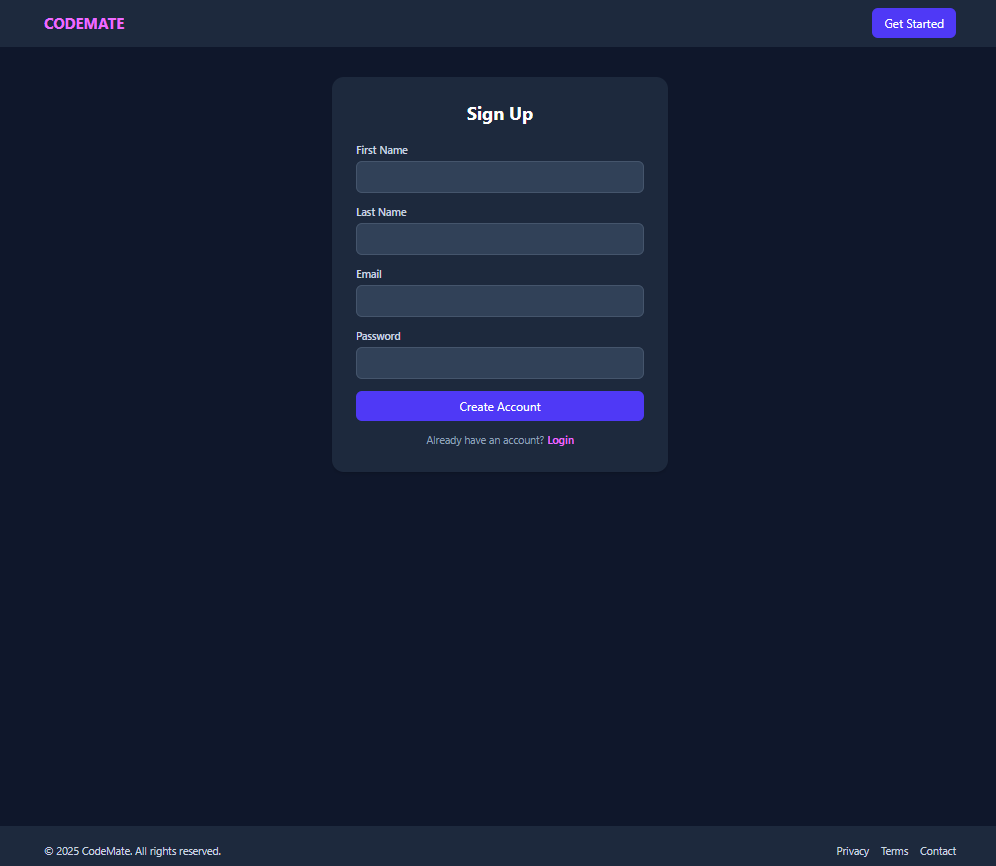 CODEMATE
Get Started
Sign Up
First Name
Last Name
Email
Password
Create Account
Already have an account? Login
© 2025 CodeMate. All rights reserved.
Privacy Terms Contact